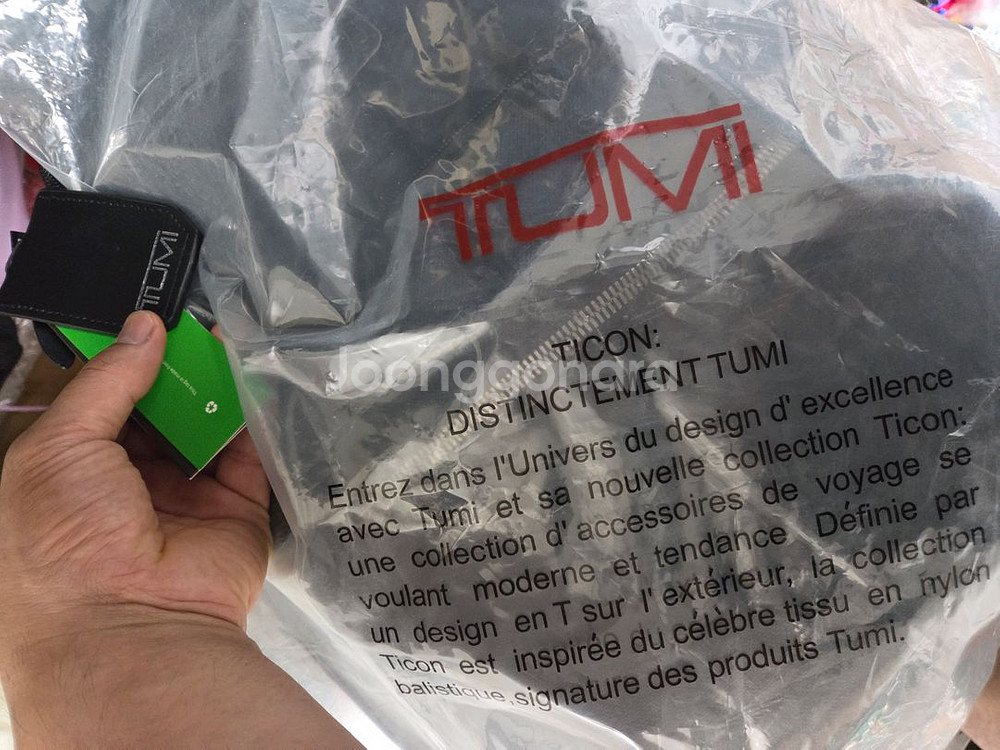 TUMI
TUMI
TICON:
DISTINCTEMENT TUMI
Entrez dans l'Univers du design d' excellence
avec Tumi et sa nouvelle collection Ticon:
une collection d' accessoires de voyage se
voulant moderne et tendance Définie par
un design en T sur l' extérieur, la collection
Ticon est inspirée du célèbre tissu en nylon
balistique,signature des produits Tumi.
Joonggonara